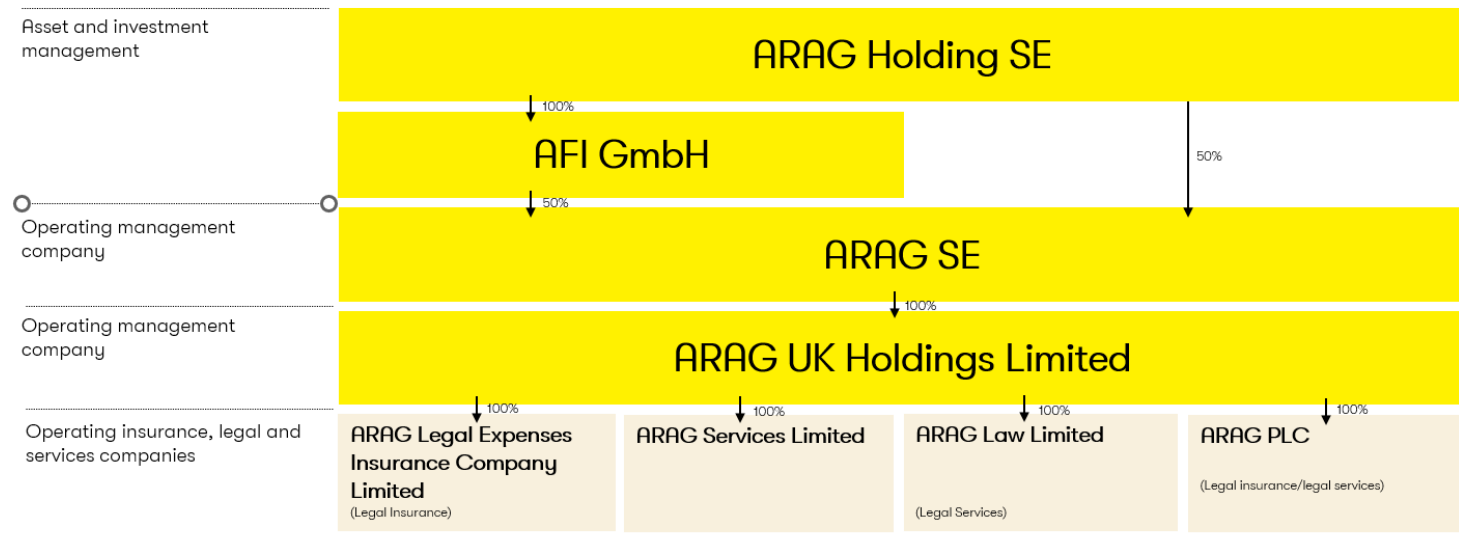 Asset and investment
management
ARAG Holding SE
100%
AFI GmbH
50%
50%
Operating management
company
ARAG SE
100%
Operating management
company
ARAG UK Holdings Limited
100%
100%
100%
100%
Operating insurance, legal and
services companies
ARAG Legal Expenses
Insurance Company
Limited
(Legal Insurance)
ARAG Services Limited
ARAG Law Limited
(Legal Services)
ARAG PLC
(Legal insurance/legal services)